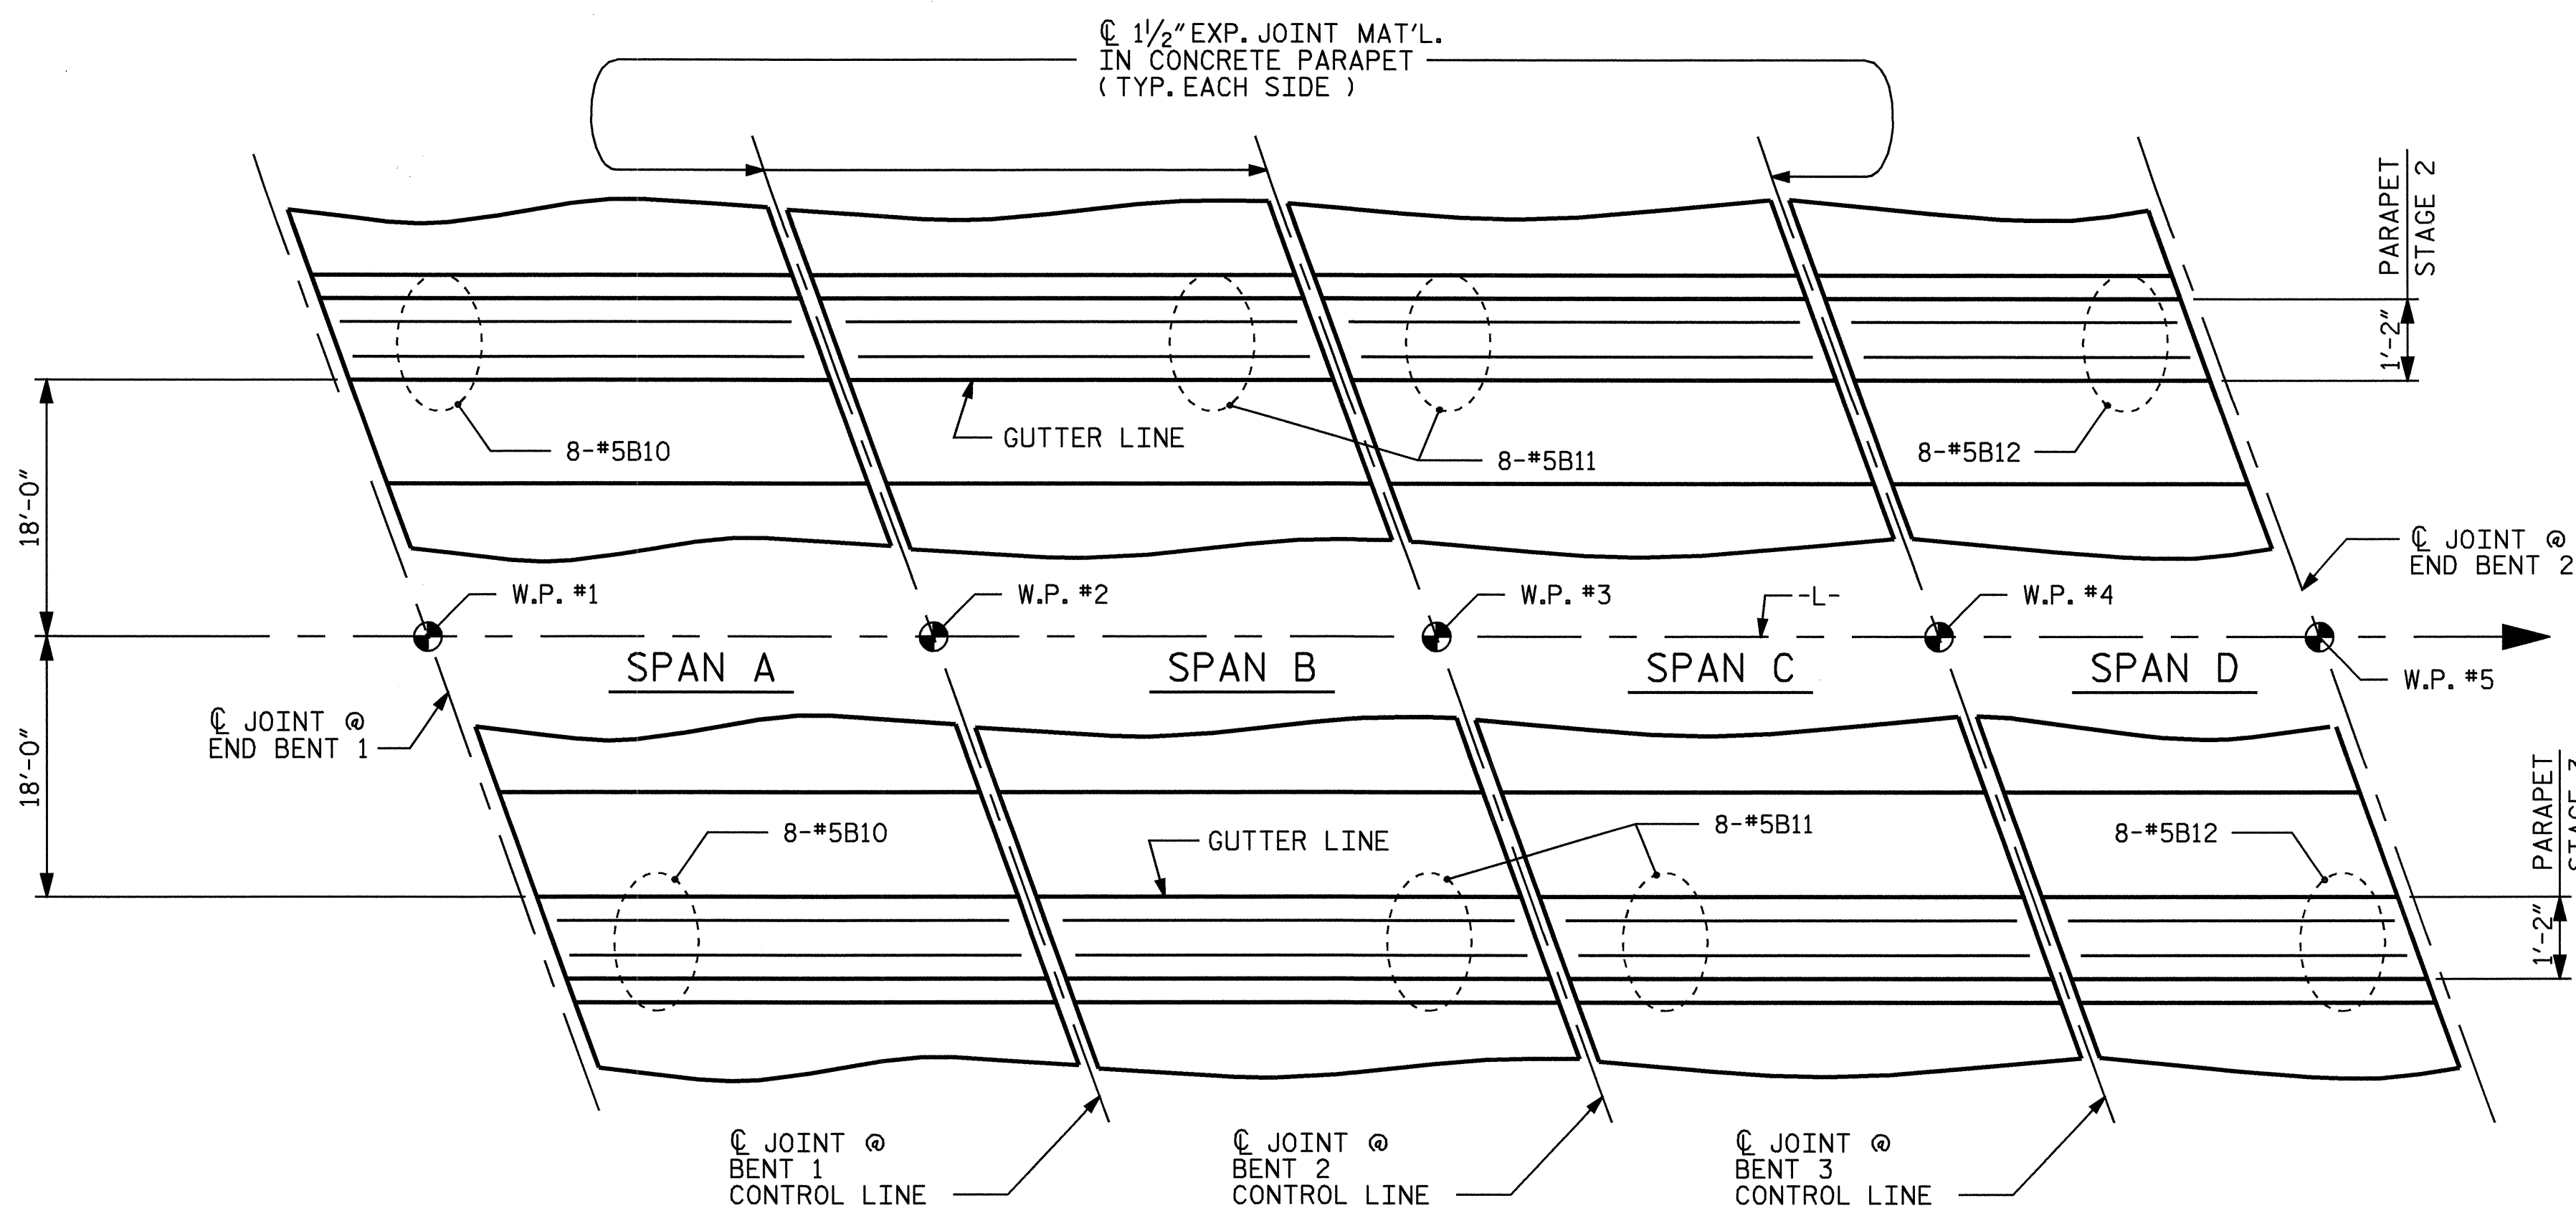 ℄ 1½" EXP. JOINT MAT'L.
IN CONCRETE PARAPET
( TYP. EACH SIDE )
PARAPET
STAGE 2
1'-2"
8-#5B10
GUTTER LINE
8-#5B11
8-#5B12
18'-0"
℄ JOINT @
END BENT 2
W.P. #1
W.P. #2
W.P. #3
-L-
W.P. #4
SPAN A
SPAN B
SPAN C
SPAN D
W.P. #5
℄ JOINT @
END BENT 1
18'-0"
8-#5B10
GUTTER LINE
8-#5B11
8-#5B12
PARAPET
1'-2"
℄ JOINT @
BENT 1
CONTROL LINE
℄ JOINT @
BENT 2
CONTROL LINE
℄ JOINT @
BENT 3
CONTROL LINE